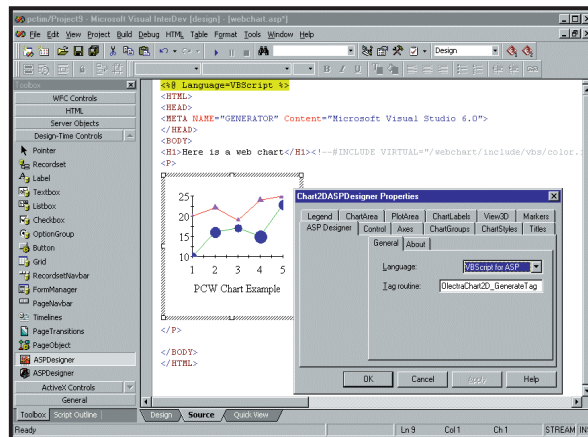 pctim/Project9 - Microsoft Visual InterDev [design] - [webchart.asp*]
File Edit View Project Build Debug HTML Table Format Tools Window Help
Design
Toolbox
WFC Controls
HTML
Server Objects
Design-Time Controls
Pointer
Recordset
Label
Textbox
Listbox
Checkbox
OptionGroup
Button
Grid
RecordsetNavbar
FormManager
PageNavbar
Timelines
PageTransitions
PageObject
ASPDesigner
ASPDesigner
ActiveX Controls
General
Toolbox Script Outline
<%@ Language=VBScript %>
<HTML>
<HEAD>
<META NAME="GENERATOR" Content="Microsoft Visual Studio 6.0">
</HEAD>
<BODY>
<H1>Here is a web chart</H1><!--#INCLUDE VIRTUAL="/webchart/include/vbs/color.
<P>
25
20
15
10
1 2 3 4 5
PCW Chart Example
</P>
</BODY>
</HTML>
Chart2DASPDesigner Properties
Legend ChartArea PlotArea ChartLabels View3D Markers
ASP Designer Control Axes ChartGroups ChartStyles Titles
General About
Language: VBScript for ASP
Tag routine: OlectraChart2D_GenerateTag
OK Cancel Apply Help
Design Source Quick View
Ready Ln 9 Col 1 Ch 1 STREAM IN